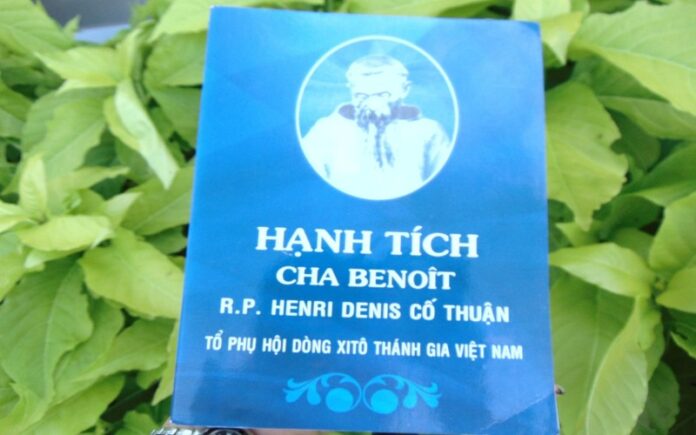 HẠNH TÍCH
CHA BENOÎT
R.P. HENRI DENIS CỐ THUẬN
TỔ PHỤ HỘI DÒNG XITÔ THÁNH GIA VIỆT NAM